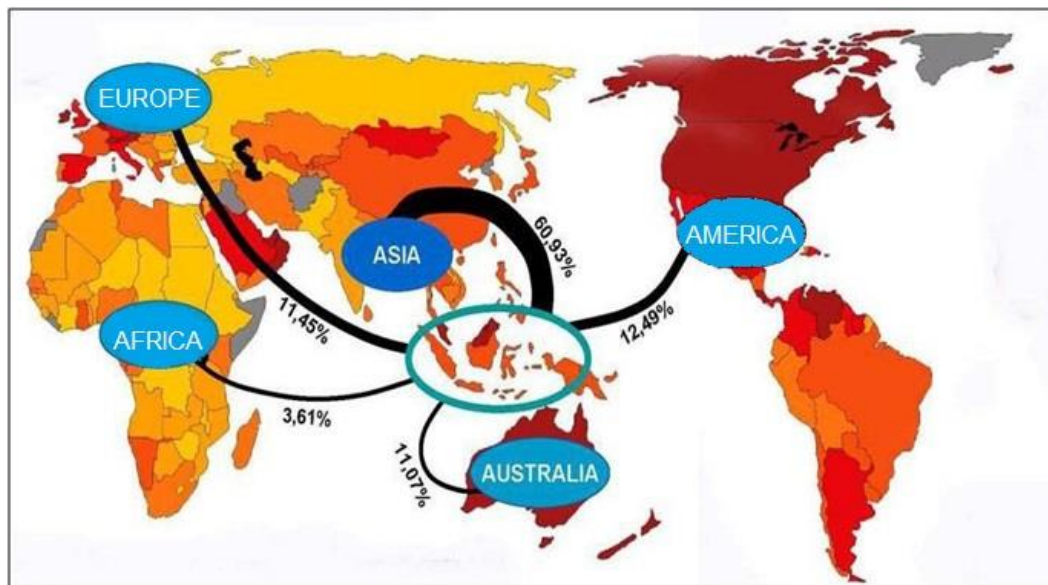 EUROPE
ASIA
60,93%
AMERICA
11,45%
12,49%
AFRICA
3,61%
11,07%
AUSTRALIA